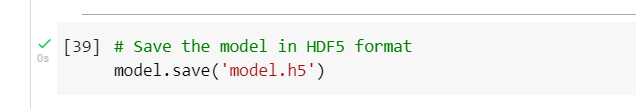 [39] # Save the model in HDF5 format
model.save('model.h5')
0s